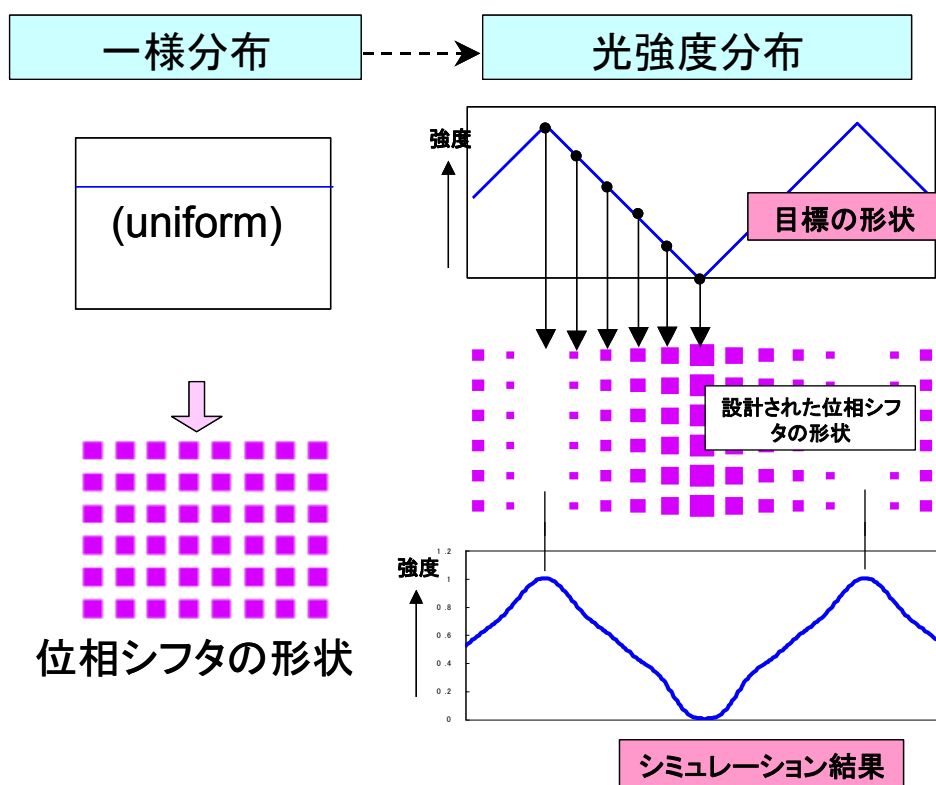 一様分布
光強度分布
強度
(uniform)
目標の形状
設計された位相シフ
タの形状
強度
1.2
1
0.8
0.6
0.4
0.2
0
位相シフタの形状
シミュレーション結果